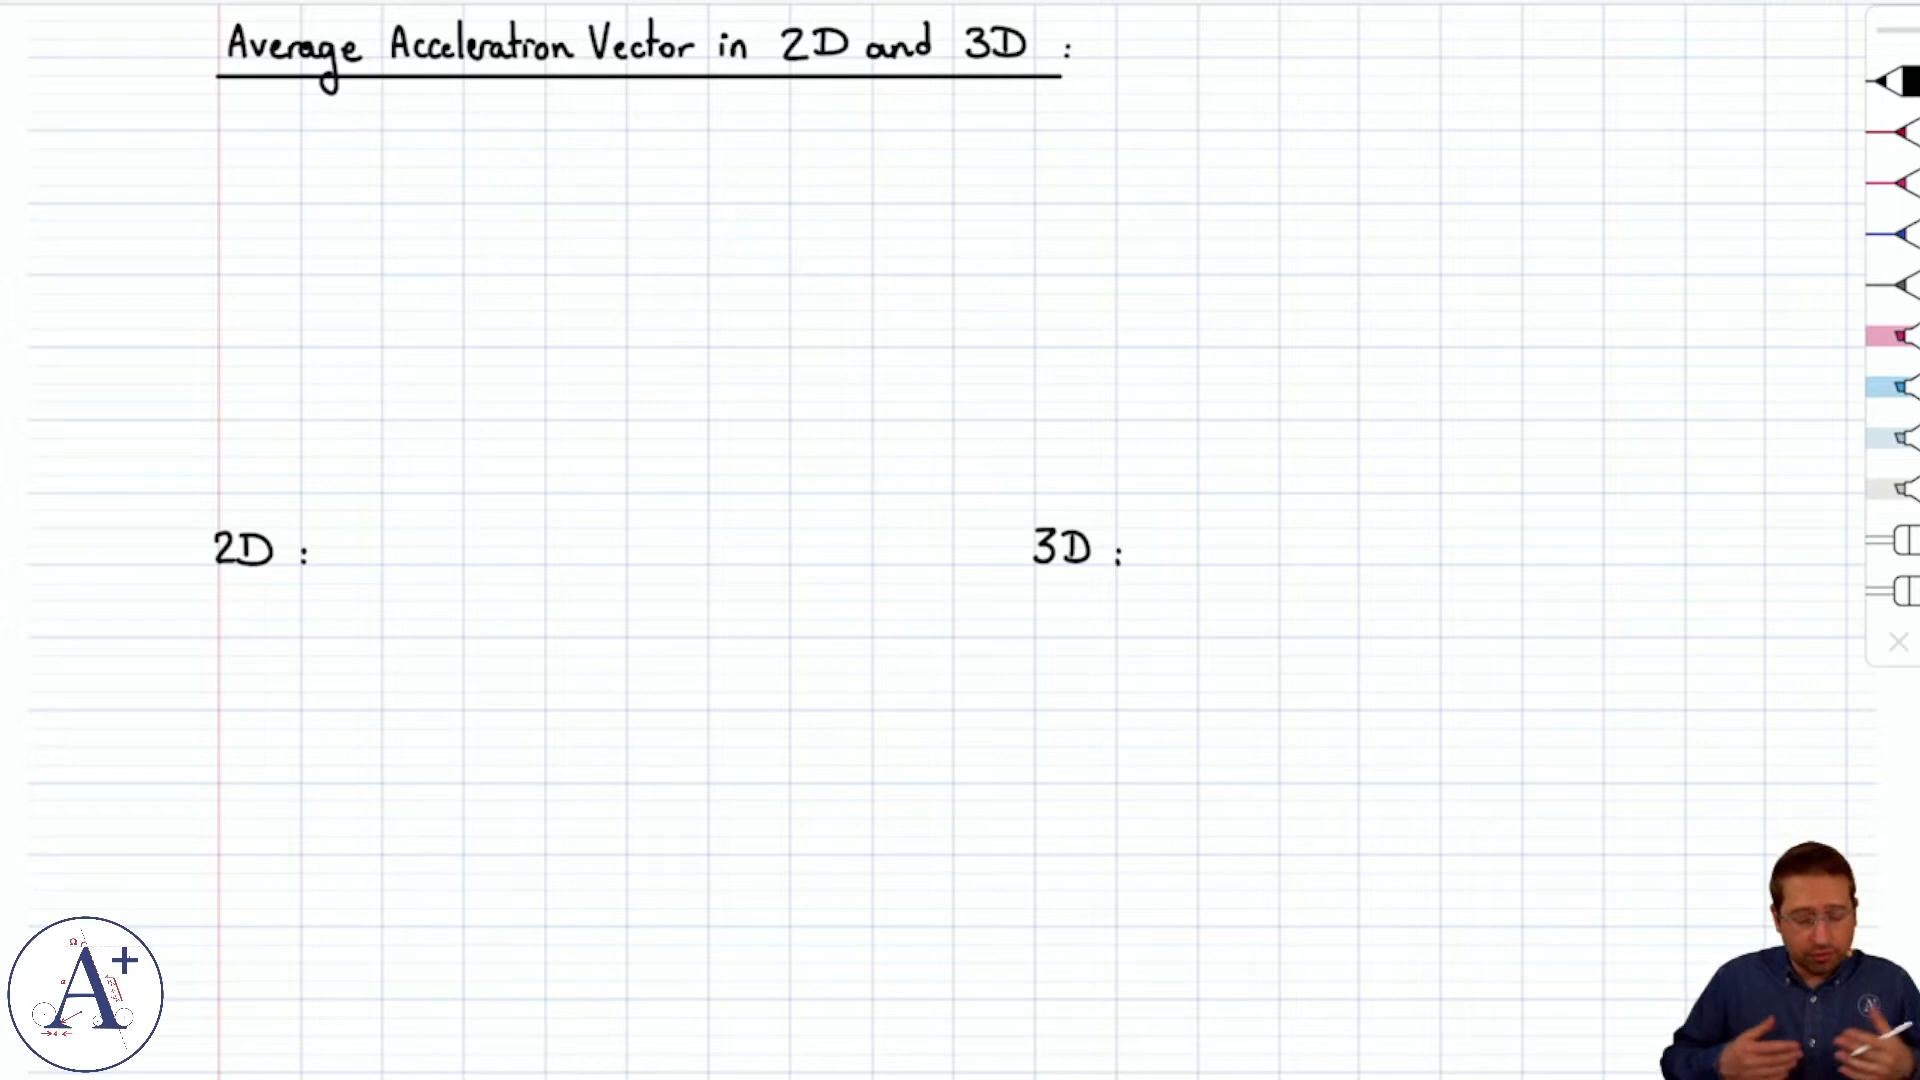 Average Acceleration Vector in 2D and 3D :
2D :
3D :
A+